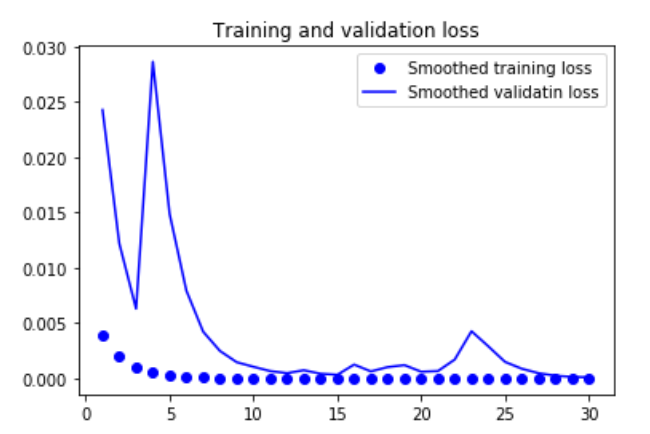 Training and validation loss
0.030
Smoothed training loss
Smoothed validatin loss
0.025
0.020
0.015
0.010
0.005
0.000
0 5 10 15 20 25 30